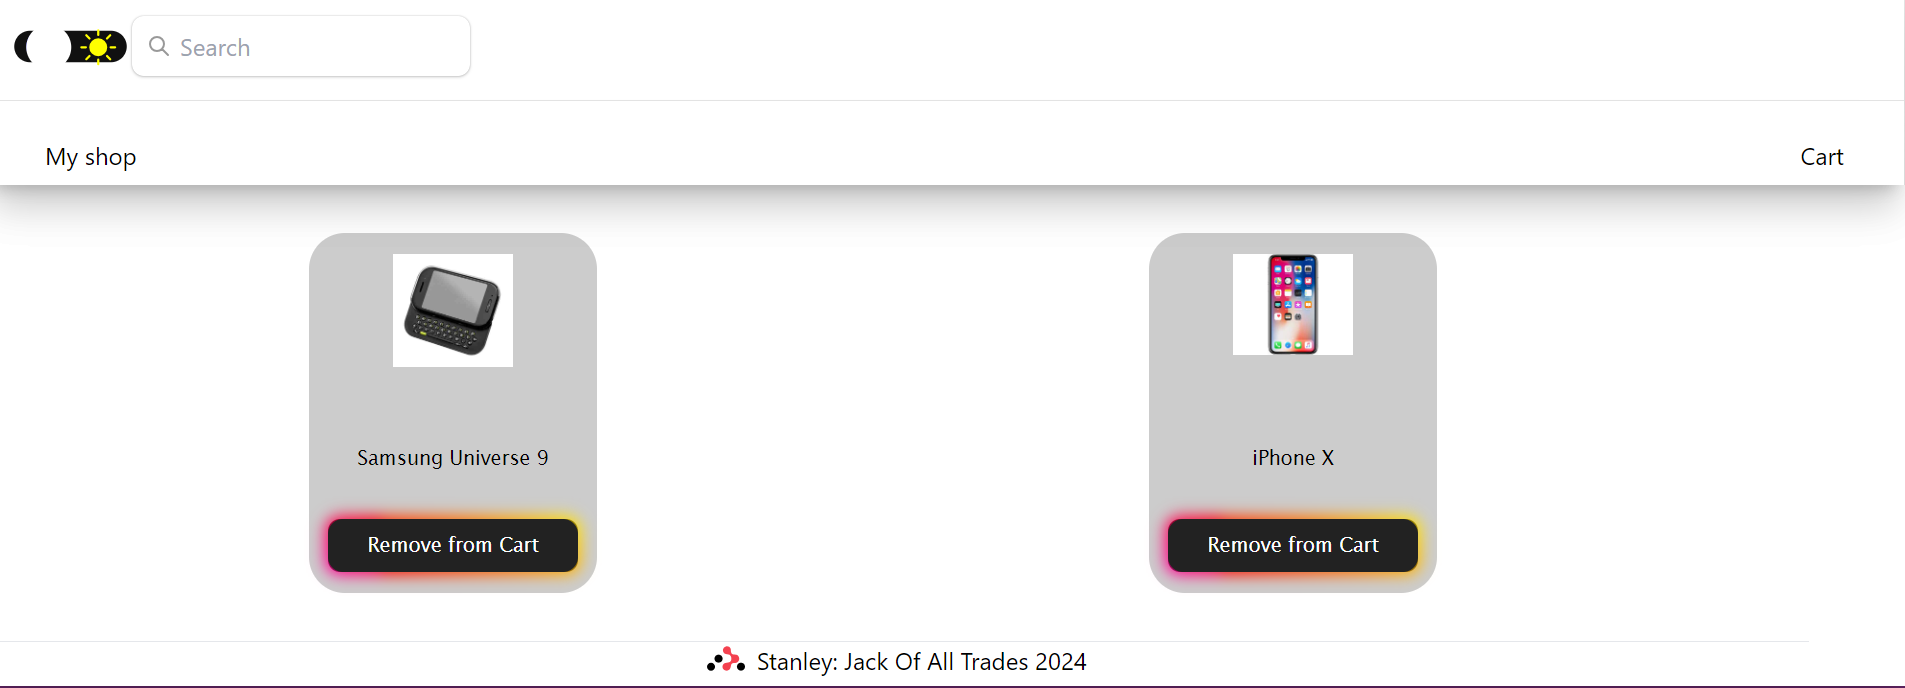 Search
My shop
Cart
Samsung Universe 9
iPhone X
Remove from Cart
Remove from Cart
Stanley: Jack Of All Trades 2024